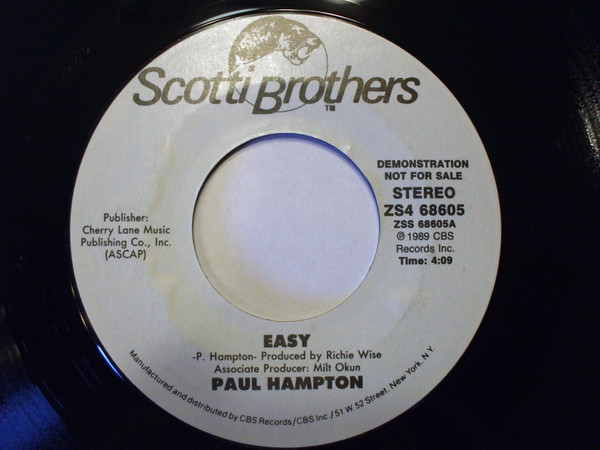 Scotti Brothers
TM
DEMONSTRATION
NOT FOR SALE
STEREO
ZS4 68605
ZSS 68605A
℗ 1989 CBS
Records Inc.
Time: 4:09
Publisher:
Cherry Lane Music
Publishing Co., Inc.
(ASCAP)
EASY
-P. Hampton- Produced by Richie Wise
Associate Producer: Milt Okun
PAUL HAMPTON
Manufactured and distributed by CBS Records/CBS Inc./51 W 52 Street, New York, N.Y.